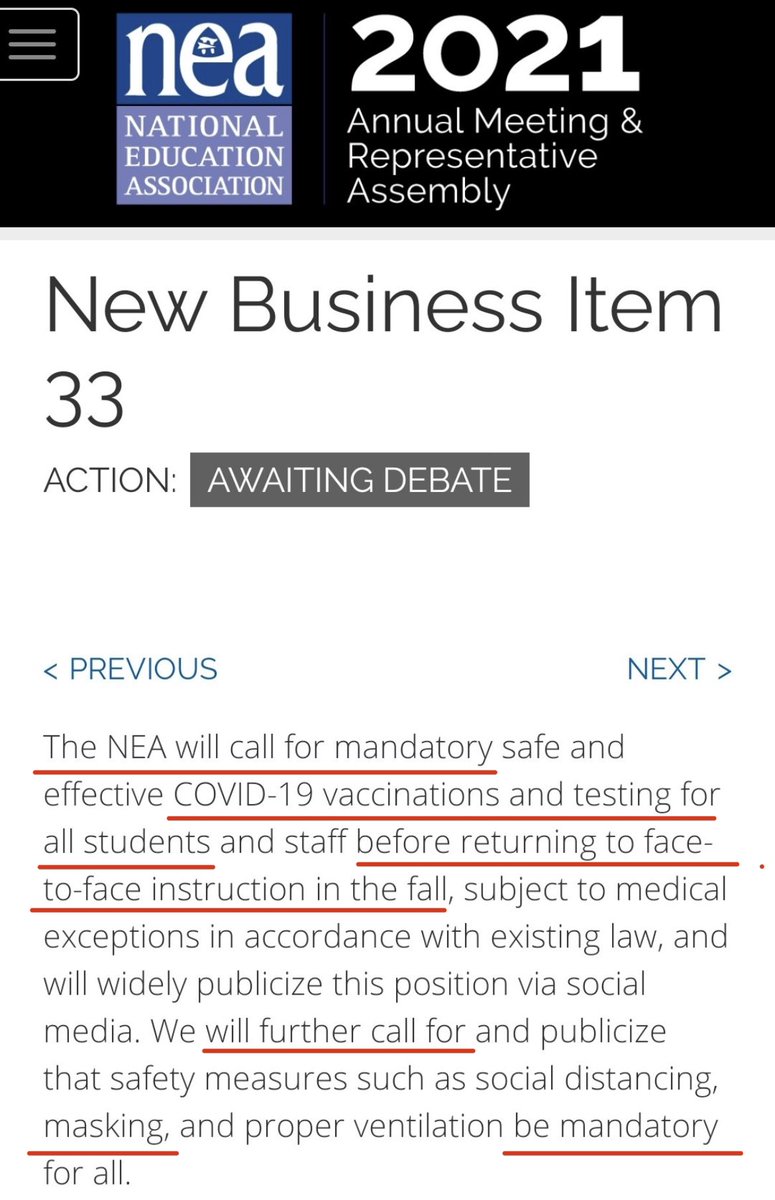 nea
NATIONAL
EDUCATION
ASSOCIATION
2021
Annual Meeting &
Representative
Assembly
New Business Item
33
ACTION: AWAITING DEBATE
< PREVIOUS NEXT >
The NEA will call for mandatory safe and
effective COVID-19 vaccinations and testing for
all students and staff before returning to face-
to-face instruction in the fall, subject to medical
exceptions in accordance with existing law, and
will widely publicize this position via social
media. We will further call for and publicize
that safety measures such as social distancing,
masking, and proper ventilation be mandatory
for all.